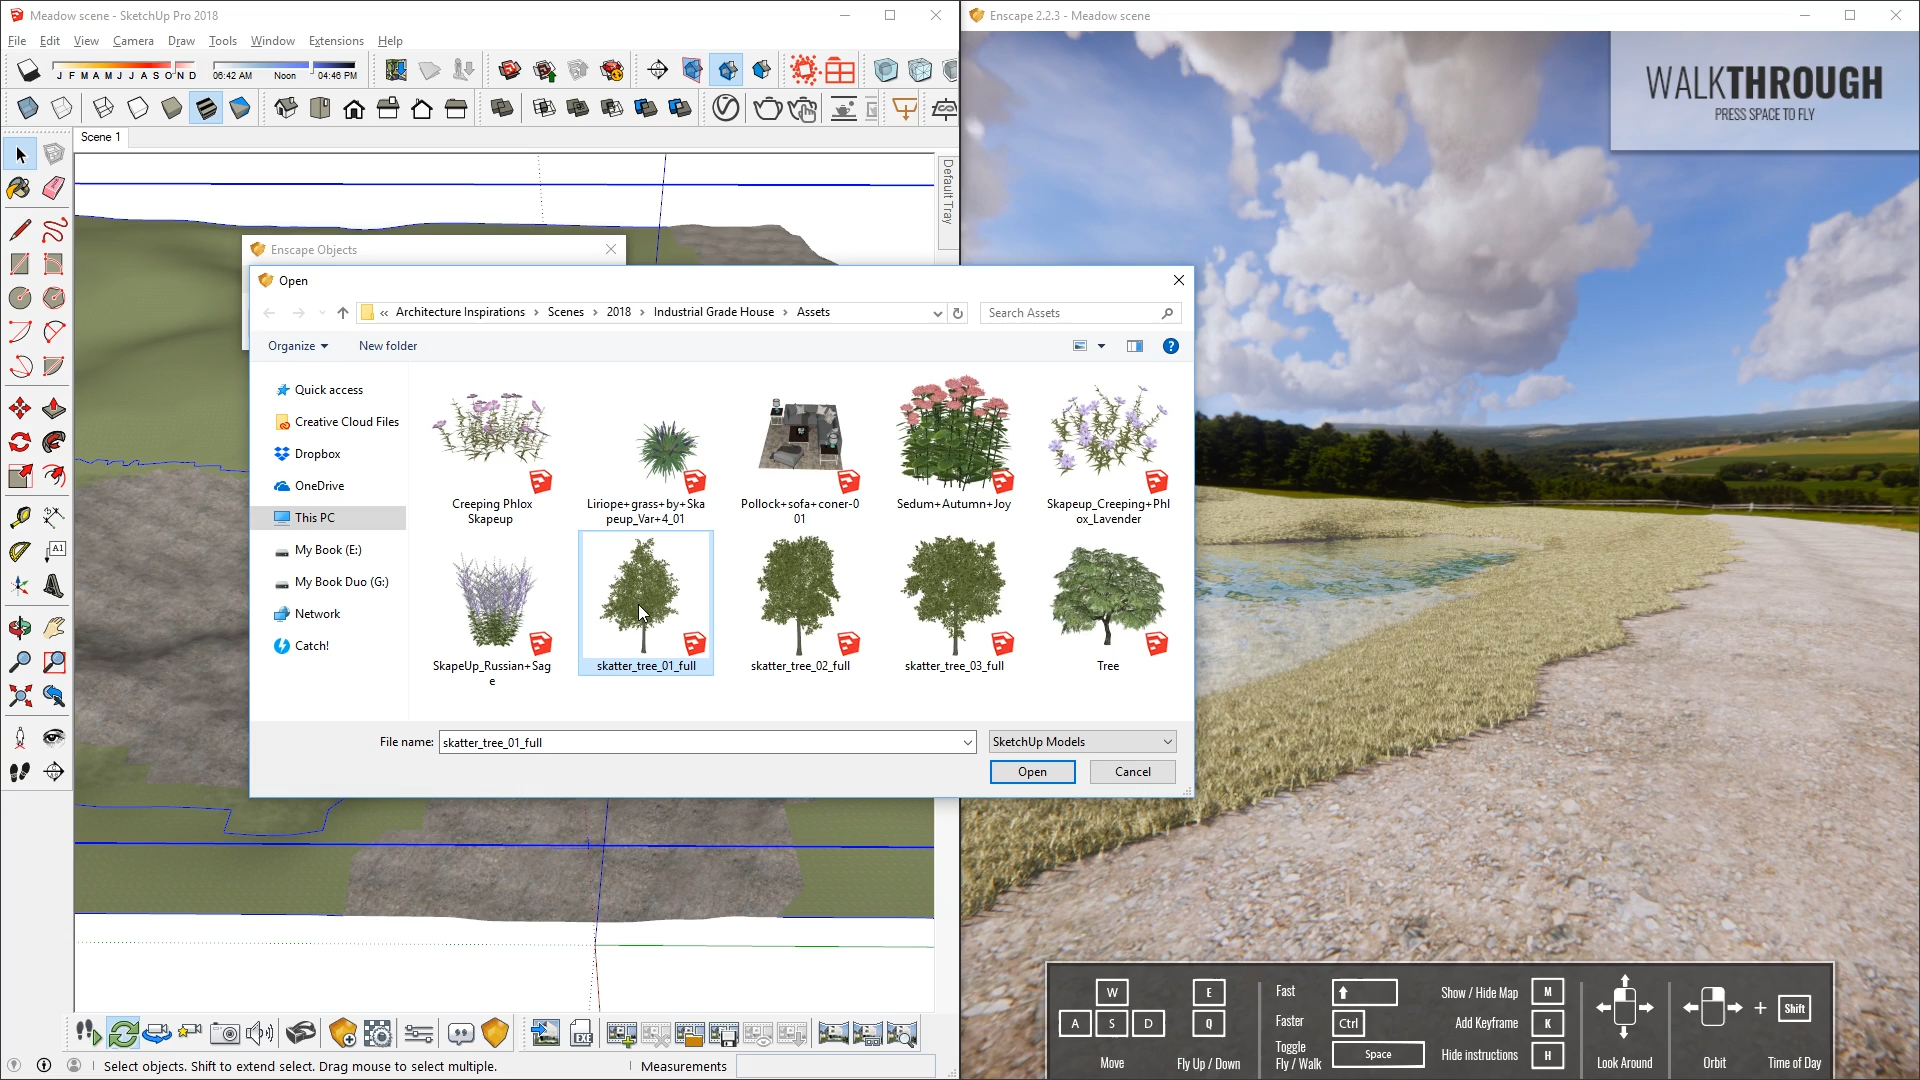 Meadow scene - SketchUp Pro 2018
File Edit View Camera Draw Tools Window Extensions Help
J F M A M J J A S O N D
06:42 AM Noon 04:46 PM
Scene 1
Default Tray
Enscape Objects
Open
« Architecture Inspirations › Scenes › 2018 › Industrial Grade House › Assets
Search Assets
Organize
New folder
Quick access
Creative Cloud Files
Dropbox
OneDrive
This PC
My Book (E:)
My Book Duo (G:)
Network
Catch!
Creeping Phlox
Skapeup
Liriope+grass+by+Ska
peup_Var+4_01
Pollock+sofa+coner-0
01
Sedum+Autumn+Joy
Skapeup_Creeping+Phl
ox_Lavender
SkapeUp_Russian+Sag
e
skatter_tree_01_full
skatter_tree_02_full
skatter_tree_03_full
Tree
File name: skatter_tree_01_full
SketchUp Models
Open
Cancel
A1
EXE
Select objects. Shift to extend select. Drag mouse to select multiple.
Measurements
Enscape 2.2.3 - Meadow scene
WALKTHROUGH
PRESS SPACE TO FLY
W
A S D
Move
E
Q
Fly Up / Down
Fast
Faster Ctrl
Toggle
Fly / Walk Space
Show / Hide Map M
Add Keyframe K
Hide instructions H
Look Around
Orbit
+ Shift
Time of Day